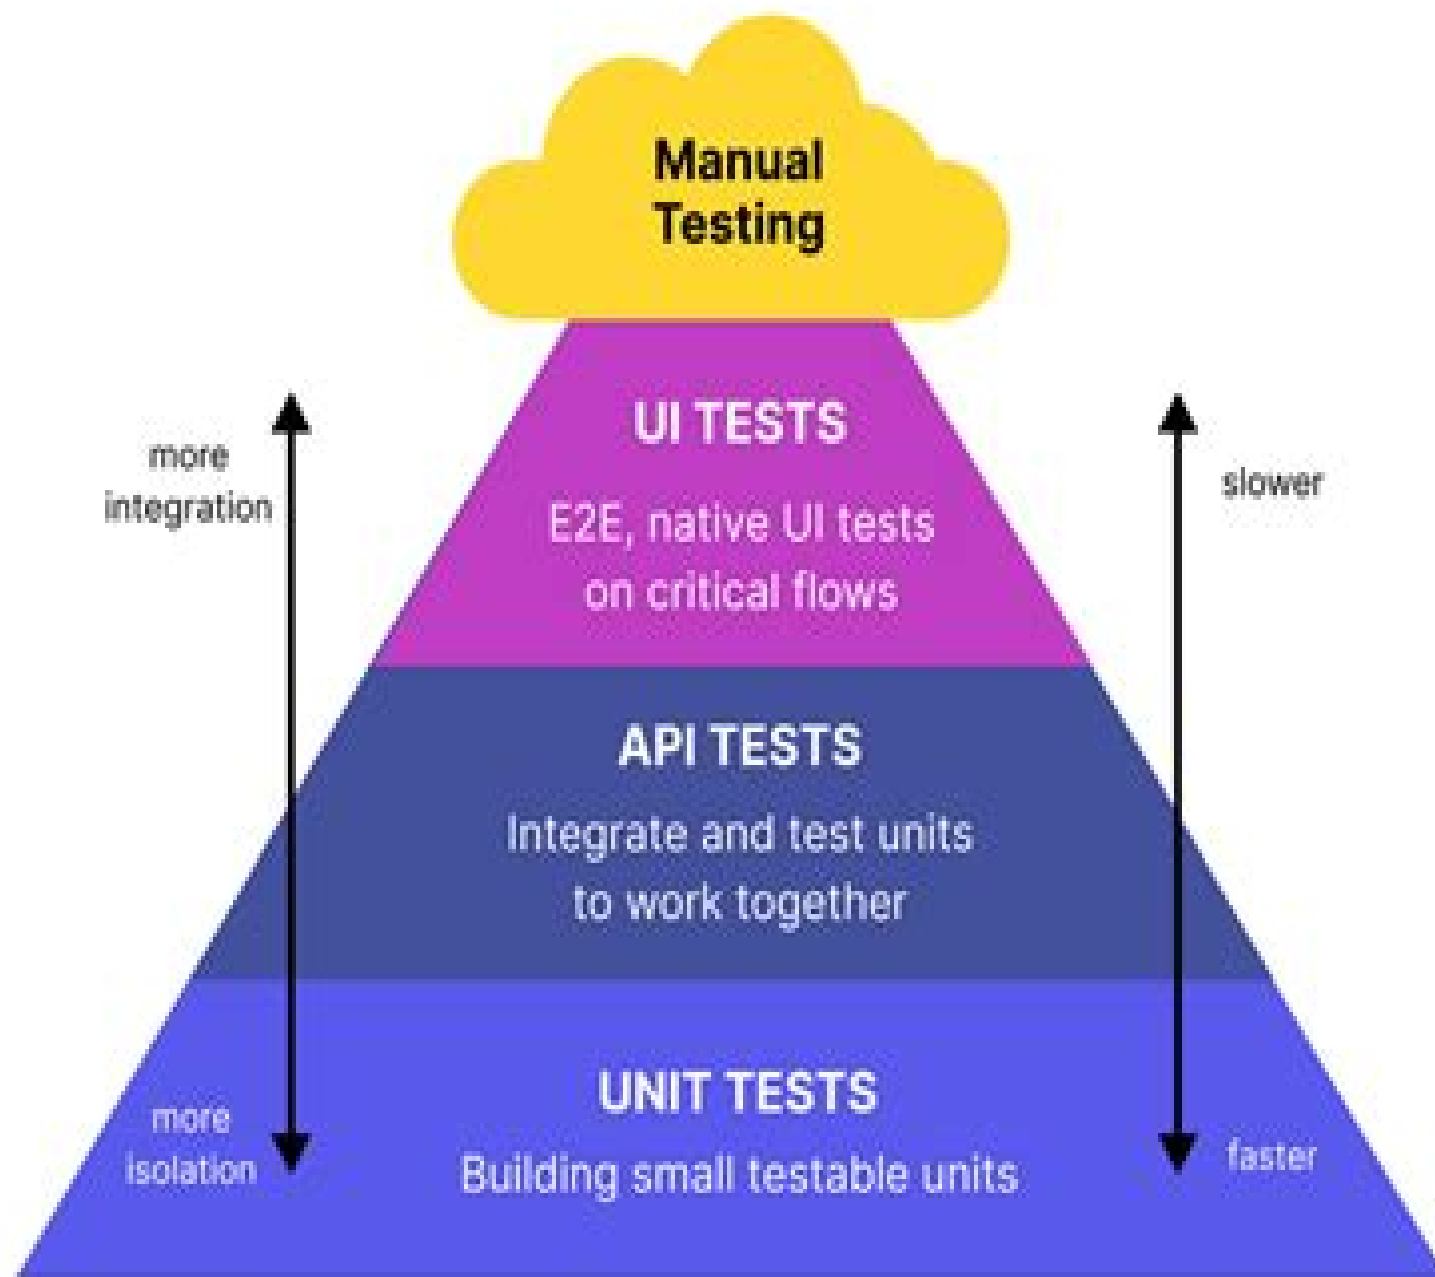 Manual
Testing
UI TESTS
more
integration
slower
E2E, native UI tests
on critical flows
API TESTS
Integrate and test units
to work together
UNIT TESTS
more
isolation
Building small testable units
faster